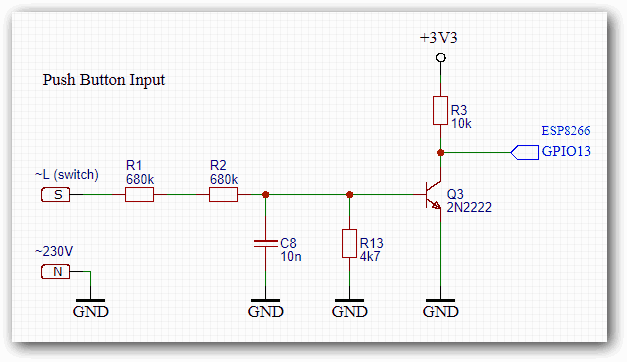 +3V3
Push Button Input
R3
10k
ESP8266
GPIO13
~L (switch)
R1
680k
R2
680k
S
Q3
2N2222
~230V
C8
10n
R13
4k7
N
GND
GND
GND
GND